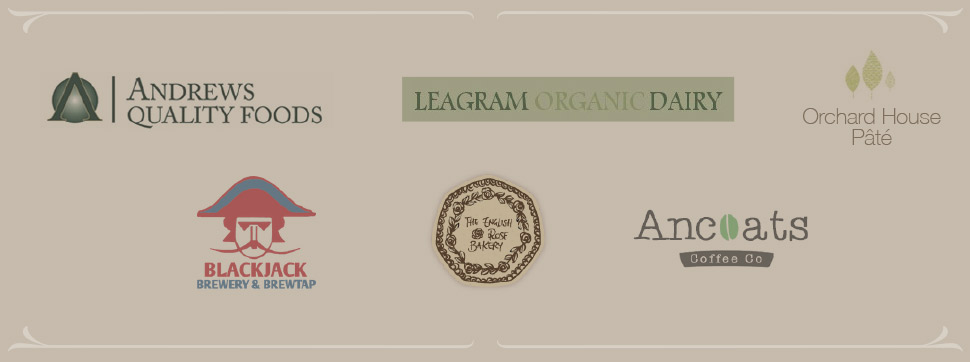 ANDREWS
QUALITY FOODS
LEAGRAM ORGANIC DAIRY
Orchard House
Pâté
BLACKJACK
BREWERY & BREWTAP
THE ENGLISH
ROSE
BAKERY
Ancoats
Coffee Co